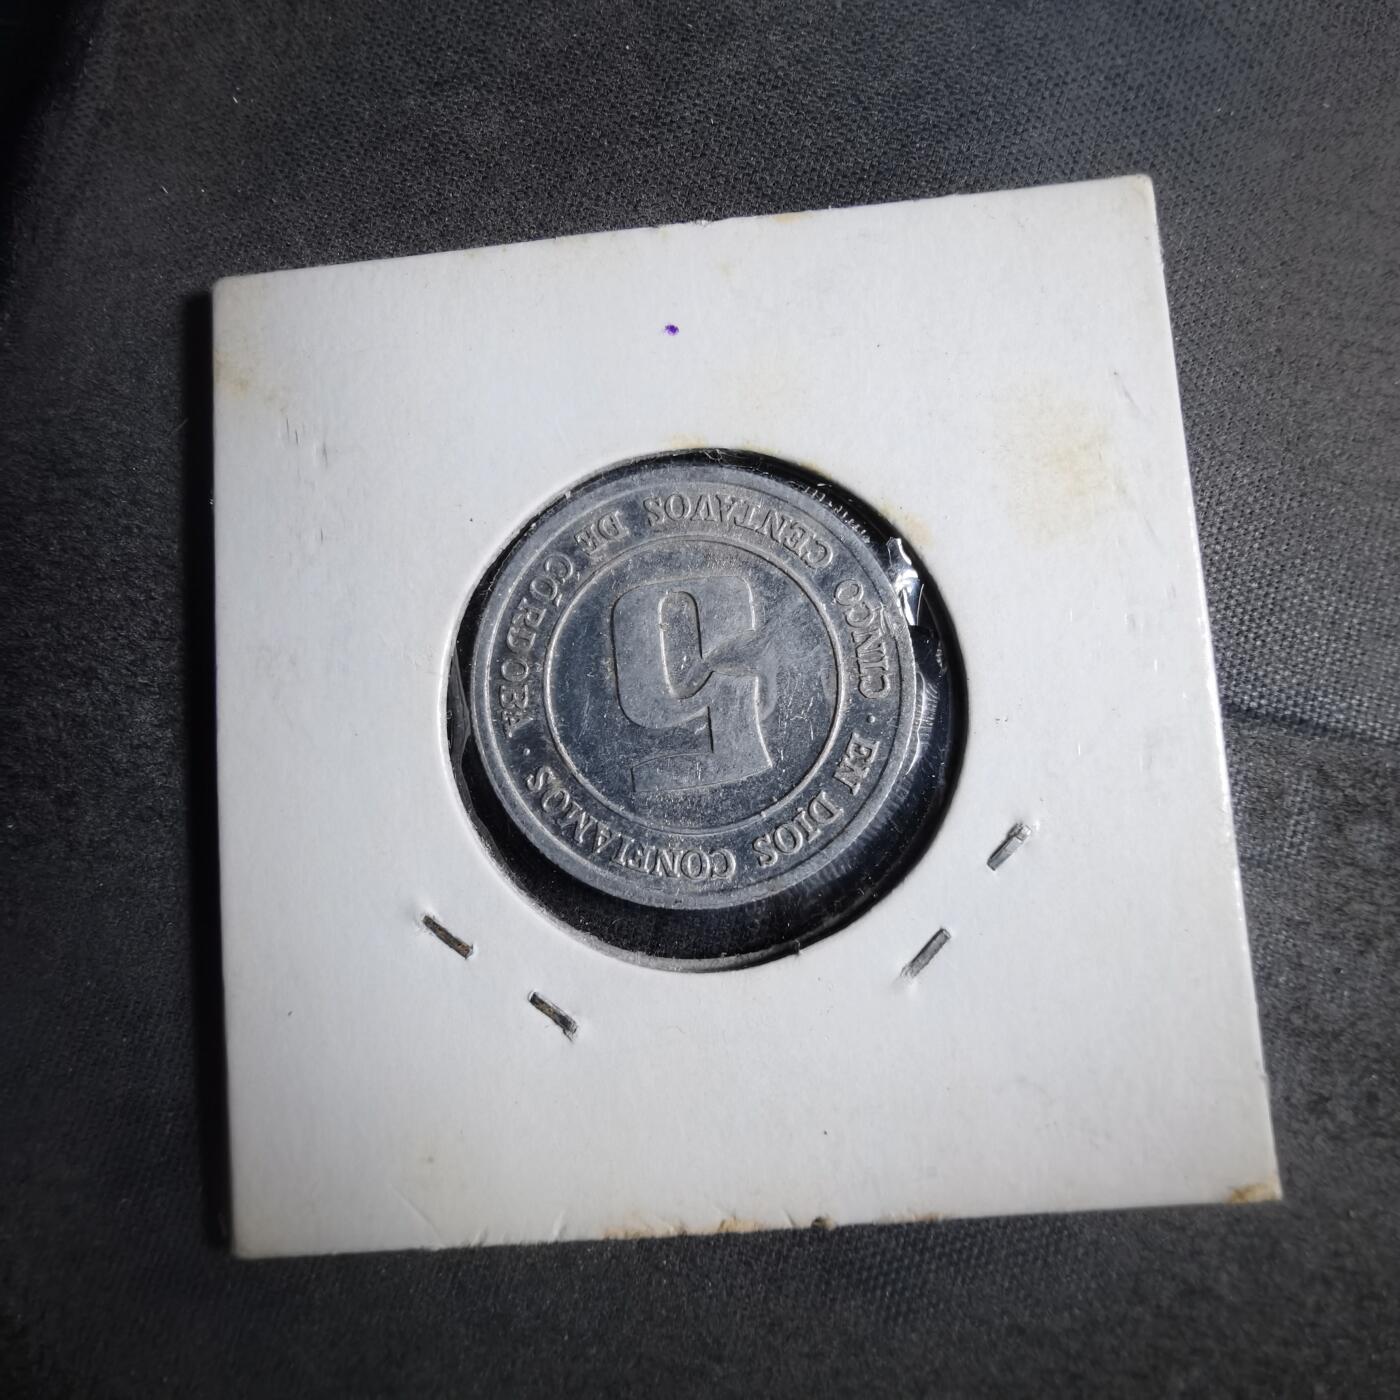 CINCO CENTAVOS DE CÓRDOBA
5
EN DIOS CONFIAMOS